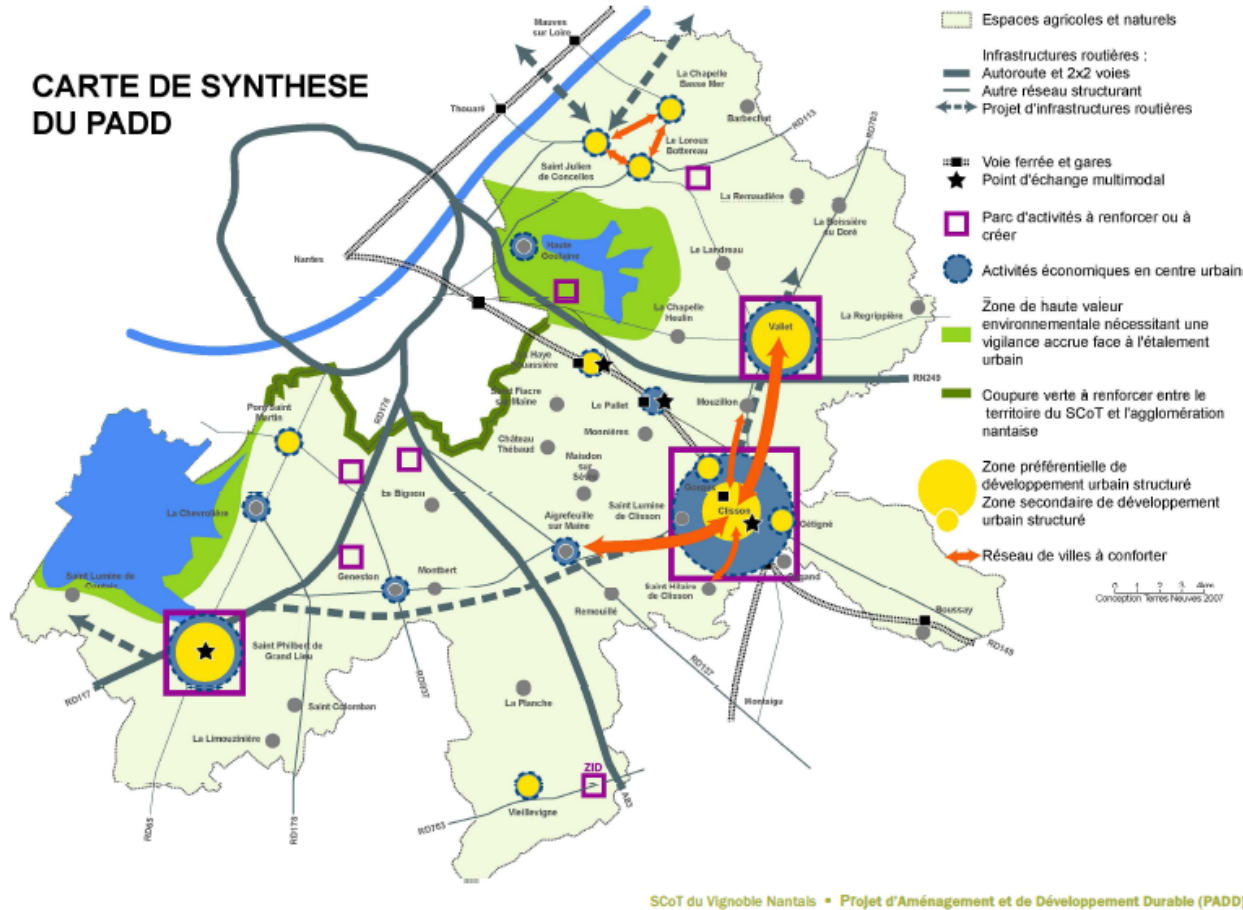 CARTE DE SYNTHESE
DU PADD
Espaces agricoles et naturels
Infrastructures routières :
Autoroute et 2x2 voies
Autre réseau structurant
Projet d'infrastructures routières
Voie ferrée et gares
Point d'échange multimodal
Parc d'activités à renforcer ou à
créer
Activités économiques en centre urbain
Zone de haute valeur
environnementale nécessitant une
vigilance accrue face à l'étalement
urbain
Coupure verte à renforcer entre le
territoire du SCoT et l'agglomération
nantaise
Zone préférentielle de
développement urbain structuré
Zone secondaire de développement
urbain structuré
Réseau de villes à conforter
0 1 2 3 4km
Conception Terres Neuves 2007
Mauves
sur Loire
La Chapelle
Basse Mer
Thouaré
Barbechat
RD113
RD763
Le Loroux
Bottereau
Saint Julien
de Concelles
La Remaudière
La Boissière
du Doré
Haute
Goulaine
Le Landreau
Nantes
La Chapelle
Heulin
Vallet
La Regrippière
RN249
La Haye
Fouassière
Saint Fiacre
sur Maine
Le Pallet
Mouzillon
RD178
Pont Saint
Martin
Château
Thébaud
Monnières
Maisdon
sur
Sèvre
Gorges
Le Bignon
La Chevrolière
Aigrefeuille
sur Maine
Saint Lumine
de Clisson
Clisson
Gétigné
Geneston
Montbert
Saint Lumine de
Coutais
Saint Hilaire
de Clisson
Remouillé
Boussay
Saint Philbert de
Grand Lieu
RD149
RD117
RD937
RD137
La Planche
Montaigu
Saint Colomban
La Limouzinière
ZID
Vieillevigne
RD763
A83
RD65
RD178
SCoT du Vignoble Nantais • Projet d'Aménagement et de Développement Durable (PADD)